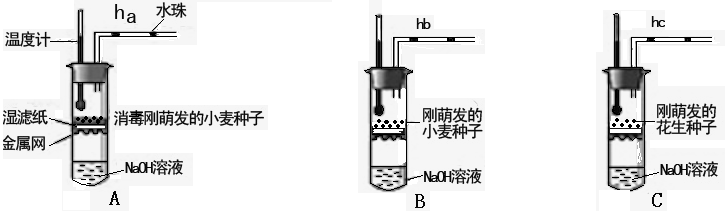 ha
水珠
温度计
湿滤纸
消毒刚萌发的小麦种子
金属网
NaOH溶液
A
hb
刚萌发的
小麦种子
NaOH溶液
B
hc
刚萌发的
花生种子
NaOH溶液
C